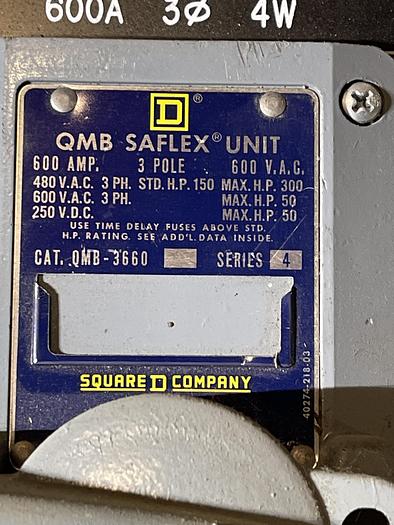 600A 3Ø 4W
D ®
QMB SAFLEX® UNIT
600 AMP. 3 POLE 600 V.A.C.
480 V.A.C. 3 PH. STD. H.P. 150 MAX. H.P. 300
600 V.A.C. 3 PH. MAX. H.P. 50
250 V.D.C. MAX. H.P. 50
USE TIME DELAY FUSES ABOVE STD.
H.P. RATING. SEE ADD'L. DATA INSIDE.
CAT. QMB-3660 SERIES 4
SQUARE D COMPANY
40274-218-03